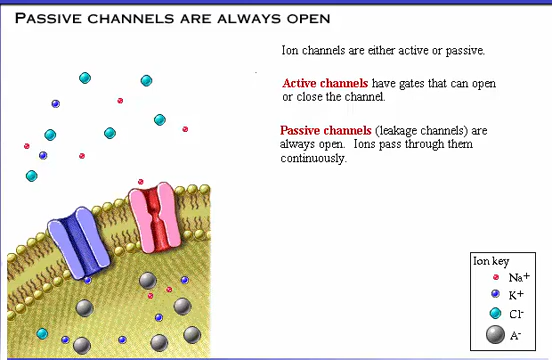 Passive channels are always open
Ion channels are either active or passive.
Active channels have gates that can open
or close the channel.
Passive channels (leakage channels) are
always open. Ions pass through them
continuously.
Ion key
Na+
K+
Cl-
A-